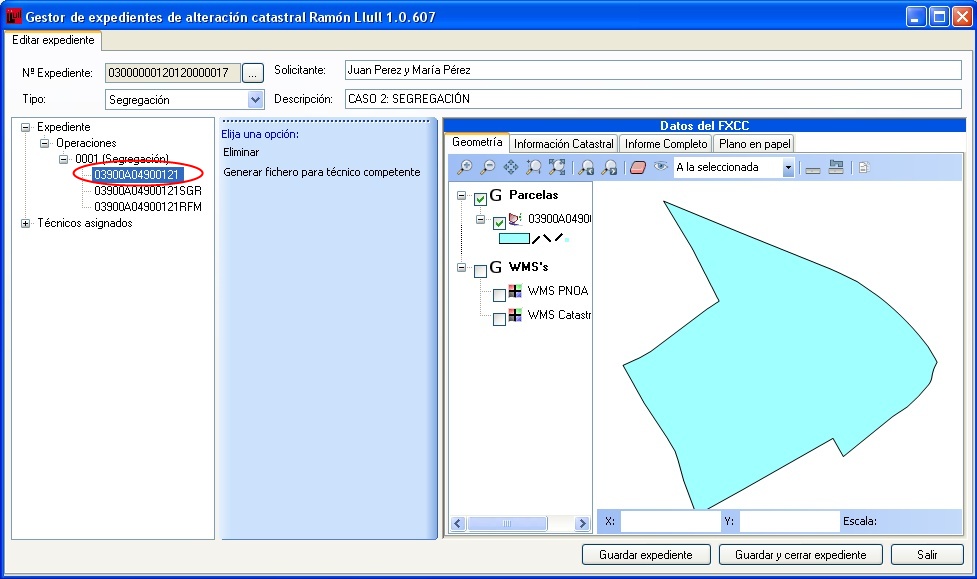 Gestor de expedientes de alteración catastral Ramón Llull 1.0.607
Editar expediente
Nº Expediente: 03000000120120000017 ... Solicitante: Juan Perez y María Pérez
Tipo: Segregación Descripción: CASO 2: SEGREGACIÓN
Expediente
Operaciones
0001 (Segregación)
03900A04900121
03900A04900121SGR
03900A04900121RFM
Técnicos asignados
Elija una opción:
Eliminar
Generar fichero para técnico competente
Datos del FXCC
Geometría Información Catastral Informe Completo Plano en papel
A la seleccionada
G Parcelas
03900A0490
G WMS's
WMS PNOA
WMS Catastr
X: Y: Escala:
Guardar expediente Guardar y cerrar expediente Salir